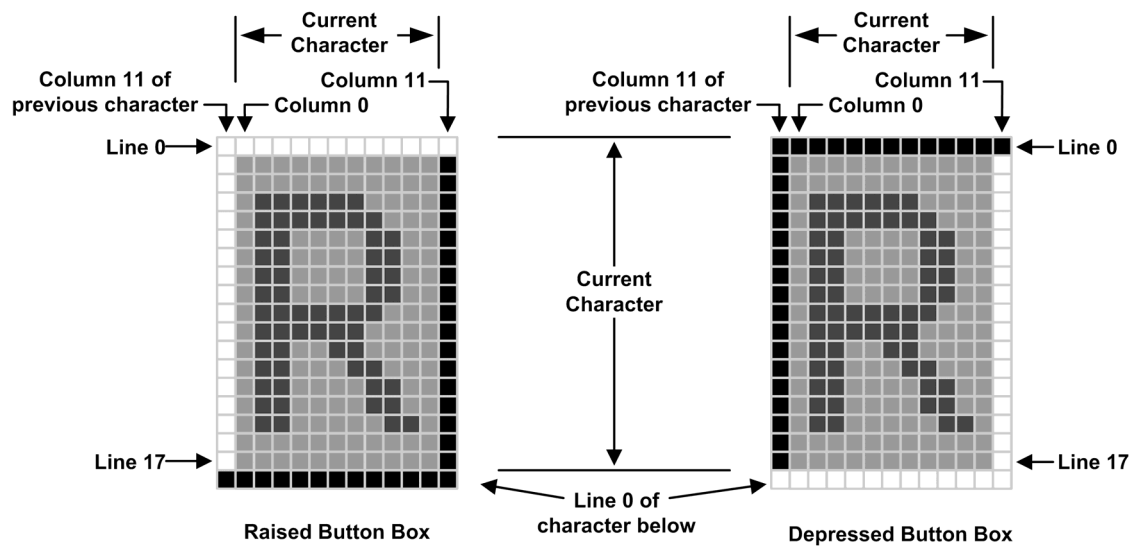 Current
Character
Column 11 of
previous character
Column 11
Column 0
Line 0
Line 17
Raised Button Box
Current
Character
Line 0 of
character below
Current
Character
Column 11 of
previous character
Column 11
Column 0
Line 0
Line 17
Depressed Button Box